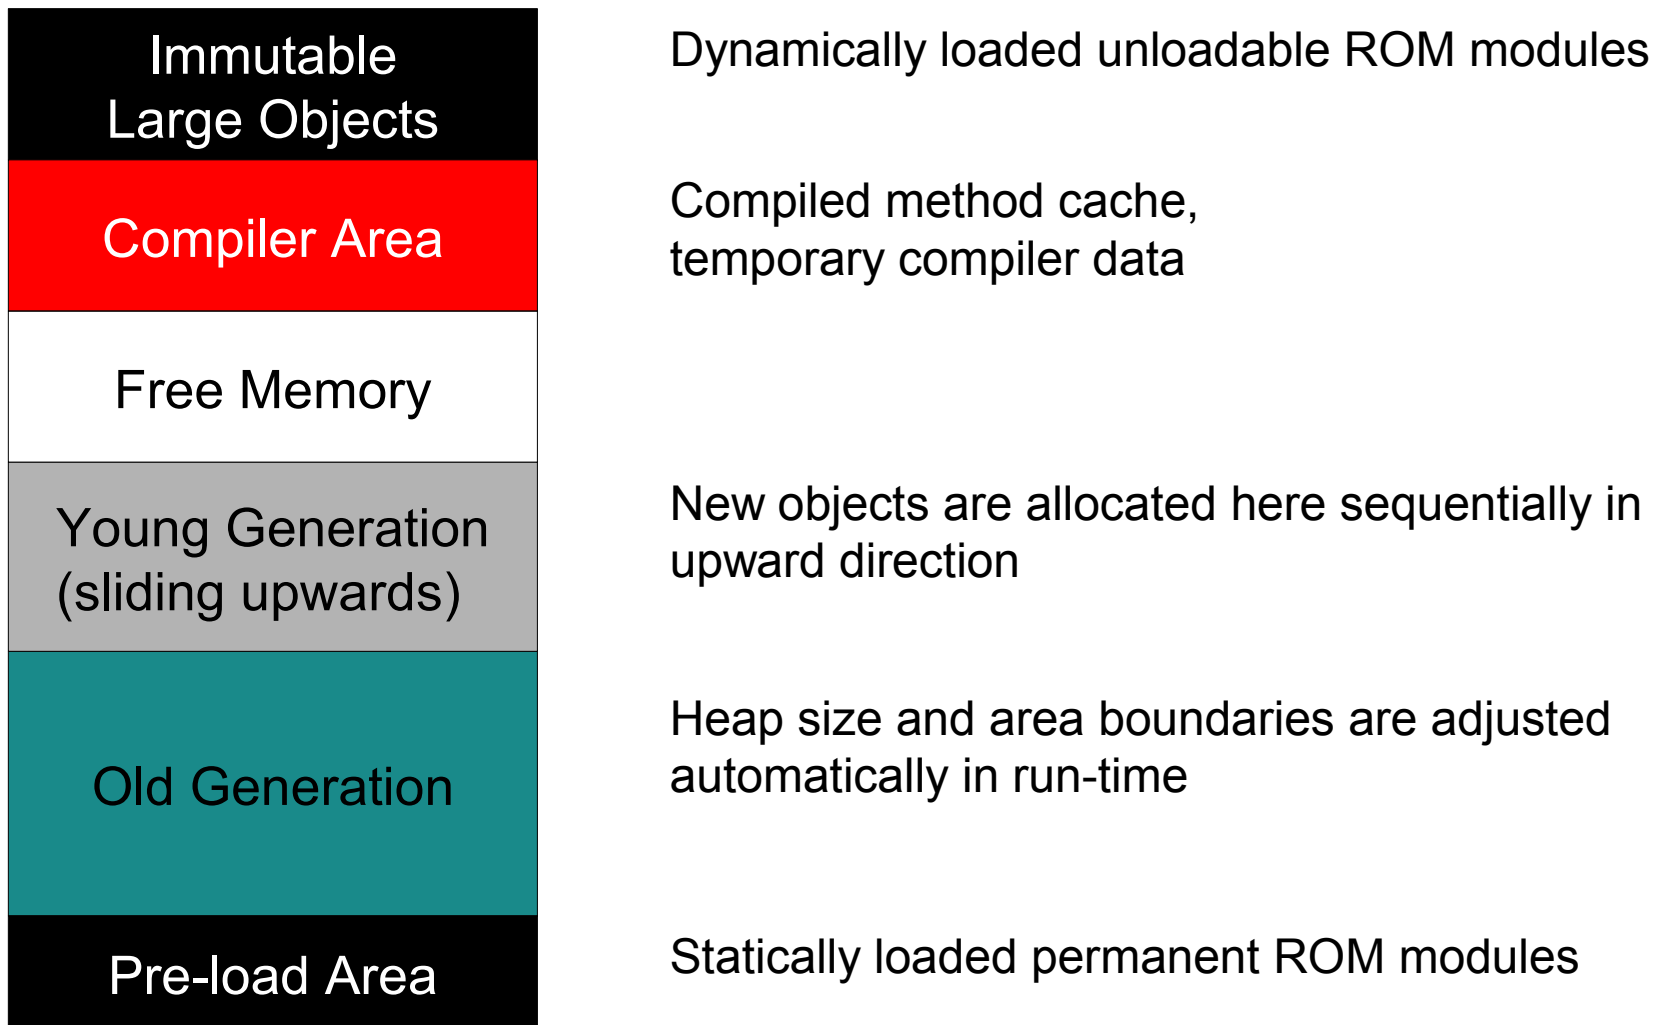 Immutable
Large Objects
Dynamically loaded unloadable ROM modules
Compiler Area
Compiled method cache,
temporary compiler data
Free Memory
Young Generation
(sliding upwards)
New objects are allocated here sequentially in
upward direction
Old Generation
Heap size and area boundaries are adjusted
automatically in run-time
Pre-load Area
Statically loaded permanent ROM modules